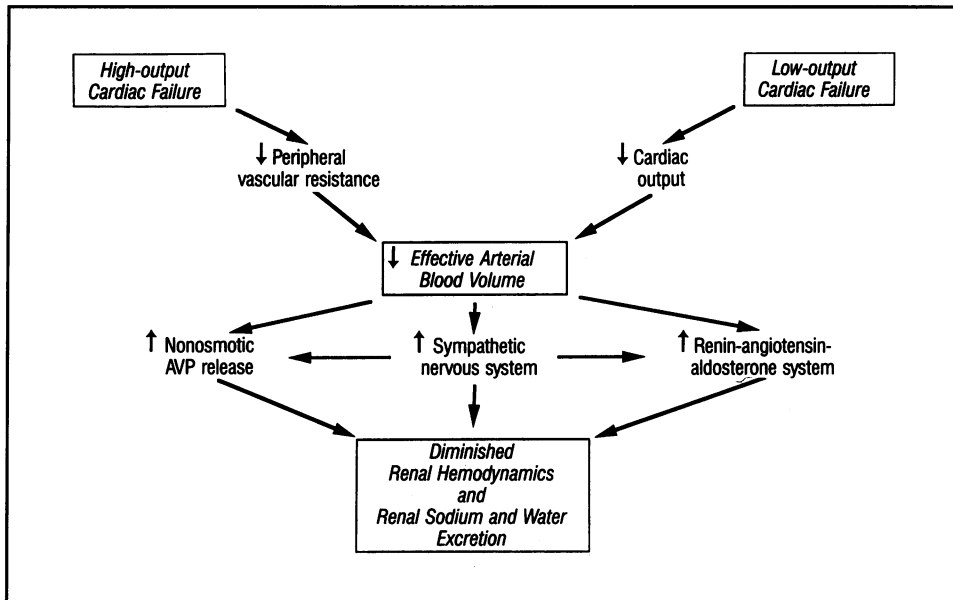 High-output
Cardiac Failure
Low-output
Cardiac Failure
↓ Peripheral
vascular resistance
↓ Cardiac
output
↓ Effective Arterial
Blood Volume
↑ Nonosmotic
AVP release
↑ Sympathetic
nervous system
↑ Renin-angiotensin-
aldosterone system
Diminished
Renal Hemodynamics
and
Renal Sodium and Water
Excretion